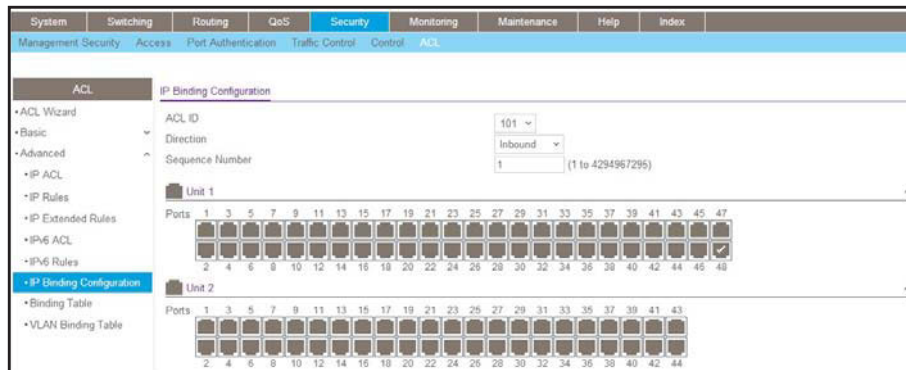 System Switching Routing QoS Security Monitoring Maintenance Help Index
Management Security Access Port Authentication Traffic Control Control ACL
ACL
• ACL Wizard
• Basic
• Advanced
• IP ACL
• IP Rules
• IP Extended Rules
• IPv6 ACL
• IPv6 Rules
• IP Binding Configuration
• Binding Table
• VLAN Binding Table
IP Binding Configuration
ACL ID 101
Direction Inbound
Sequence Number 1 (1 to 4294967295)
Unit 1
Ports 1 3 5 7 9 11 13 15 17 19 21 23 25 27 29 31 33 35 37 39 41 43 45 47
2 4 6 8 10 12 14 16 18 20 22 24 26 28 30 32 34 36 38 40 42 44 46 48
Unit 2
Ports 1 3 5 7 9 11 13 15 17 19 21 23 25 27 29 31 33 35 37 39 41 43
2 4 6 8 10 12 14 16 18 20 22 24 26 28 30 32 34 36 38 40 42 44